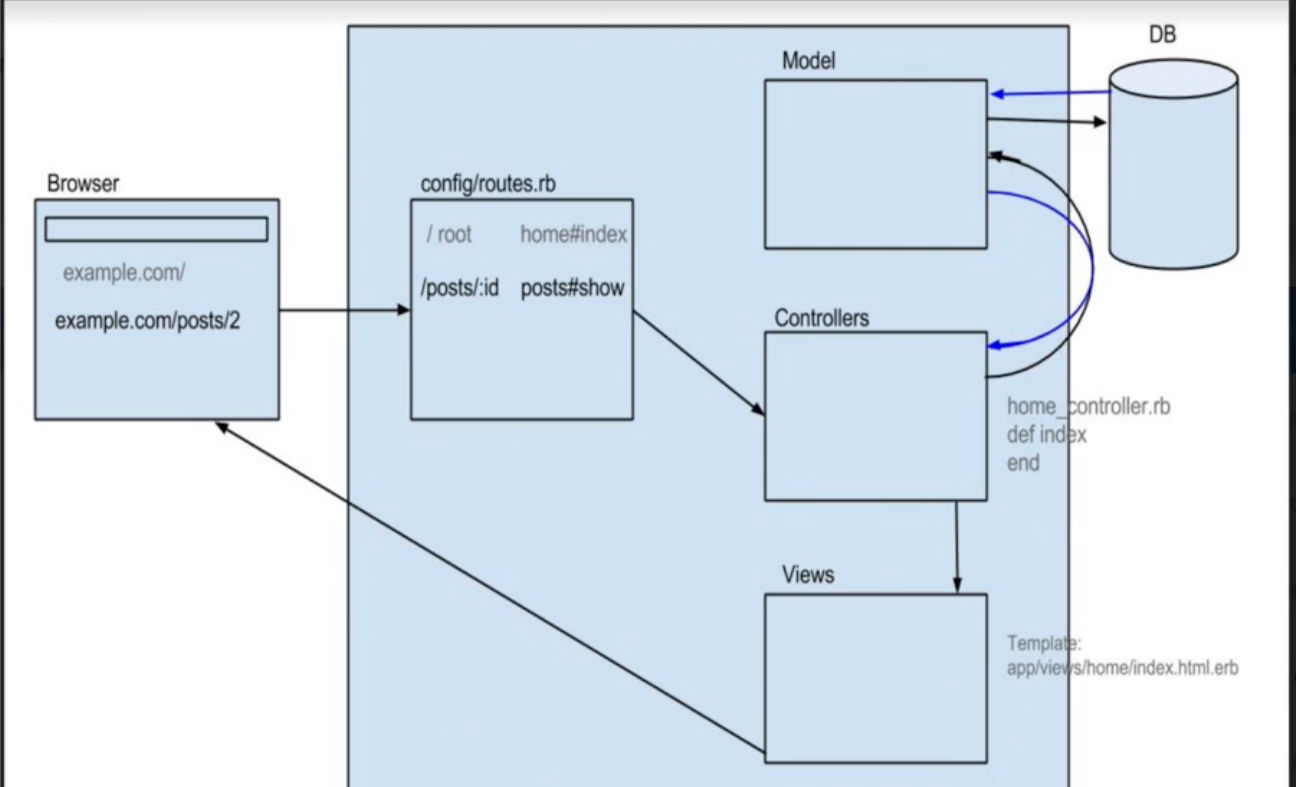 DB
Model
Browser
config/routes.rb
/ root home#index
example.com/
/posts/:id posts#show
example.com/posts/2
Controllers
home_controller.rb
def index
end
Views
Template:
app/views/home/index.html.erb